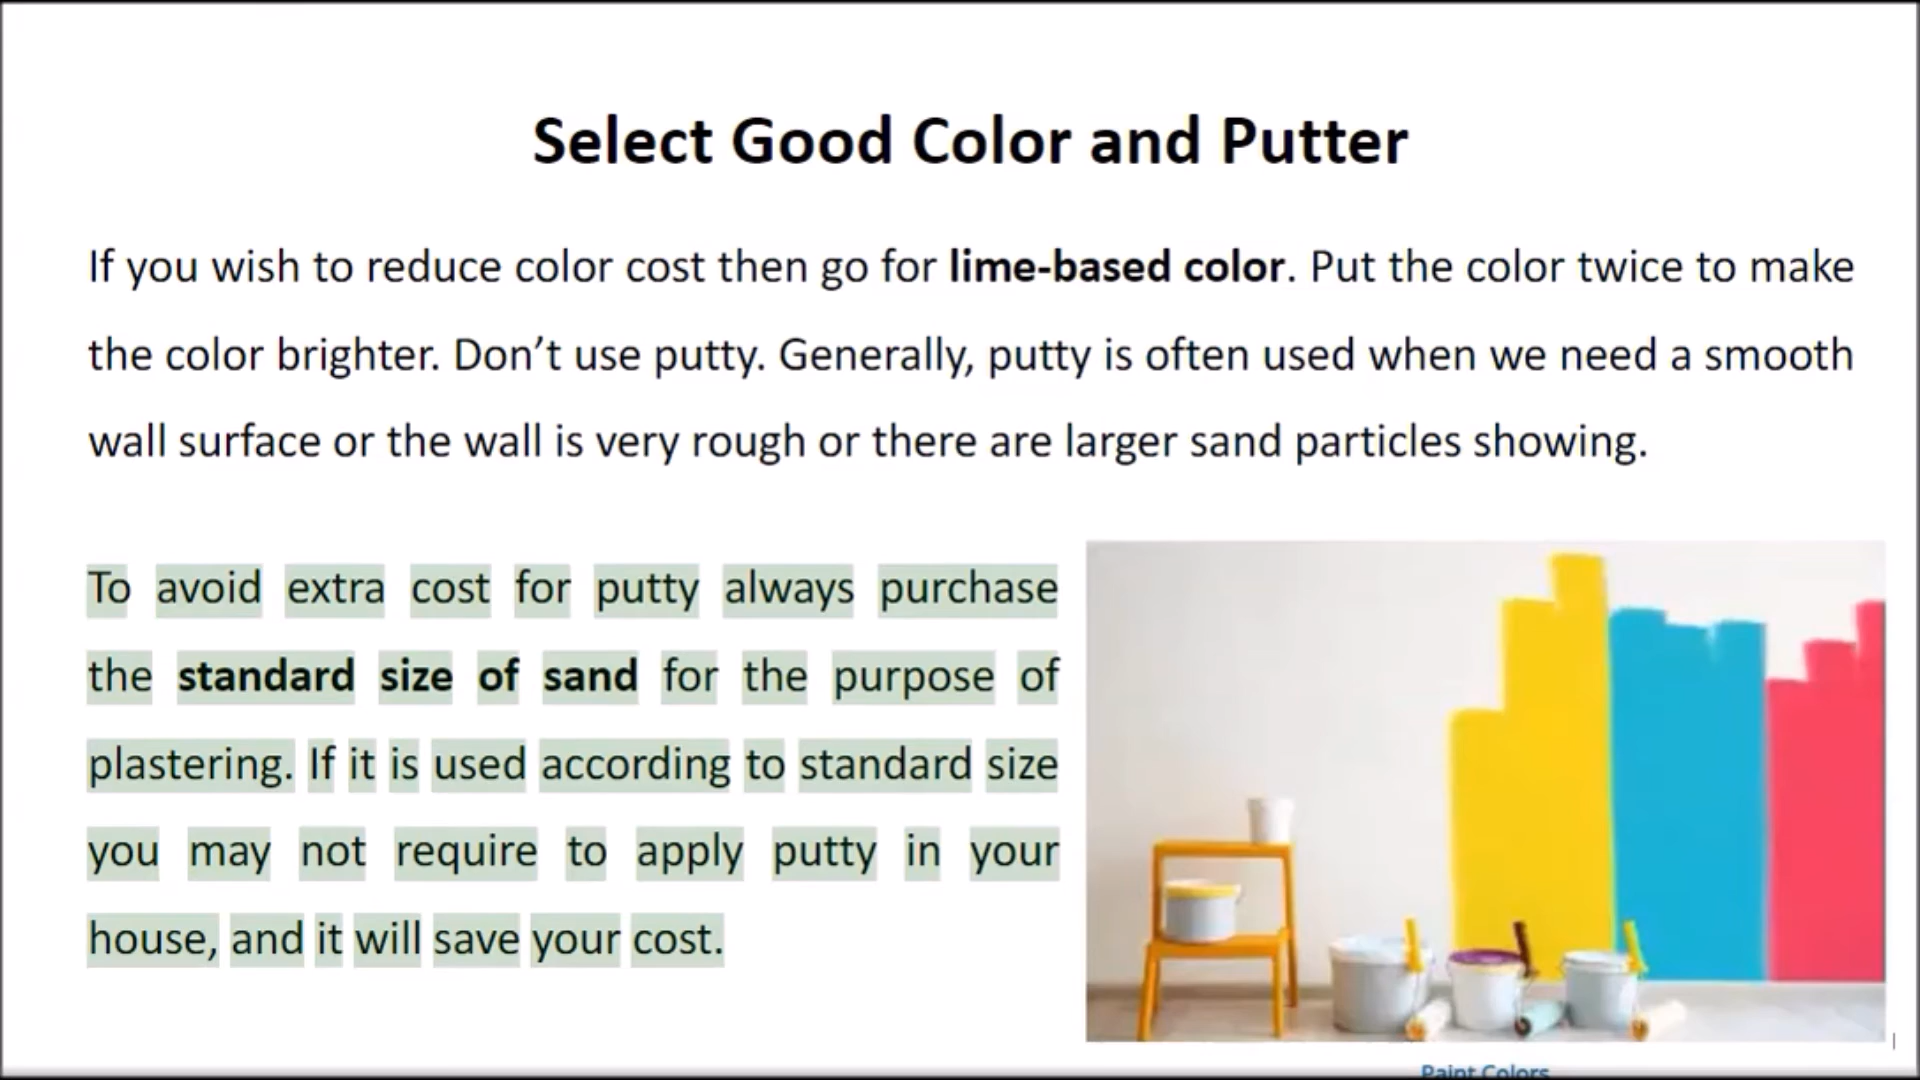 Select Good Color and Putter
If you wish to reduce color cost then go for lime-based color. Put the color twice to make
the color brighter. Don’t use putty. Generally, putty is often used when we need a smooth
wall surface or the wall is very rough or there are larger sand particles showing.
To avoid extra cost for putty always purchase
the standard size of sand for the purpose of
plastering. If it is used according to standard size
you may not require to apply putty in your
house, and it will save your cost.
Paint Colors